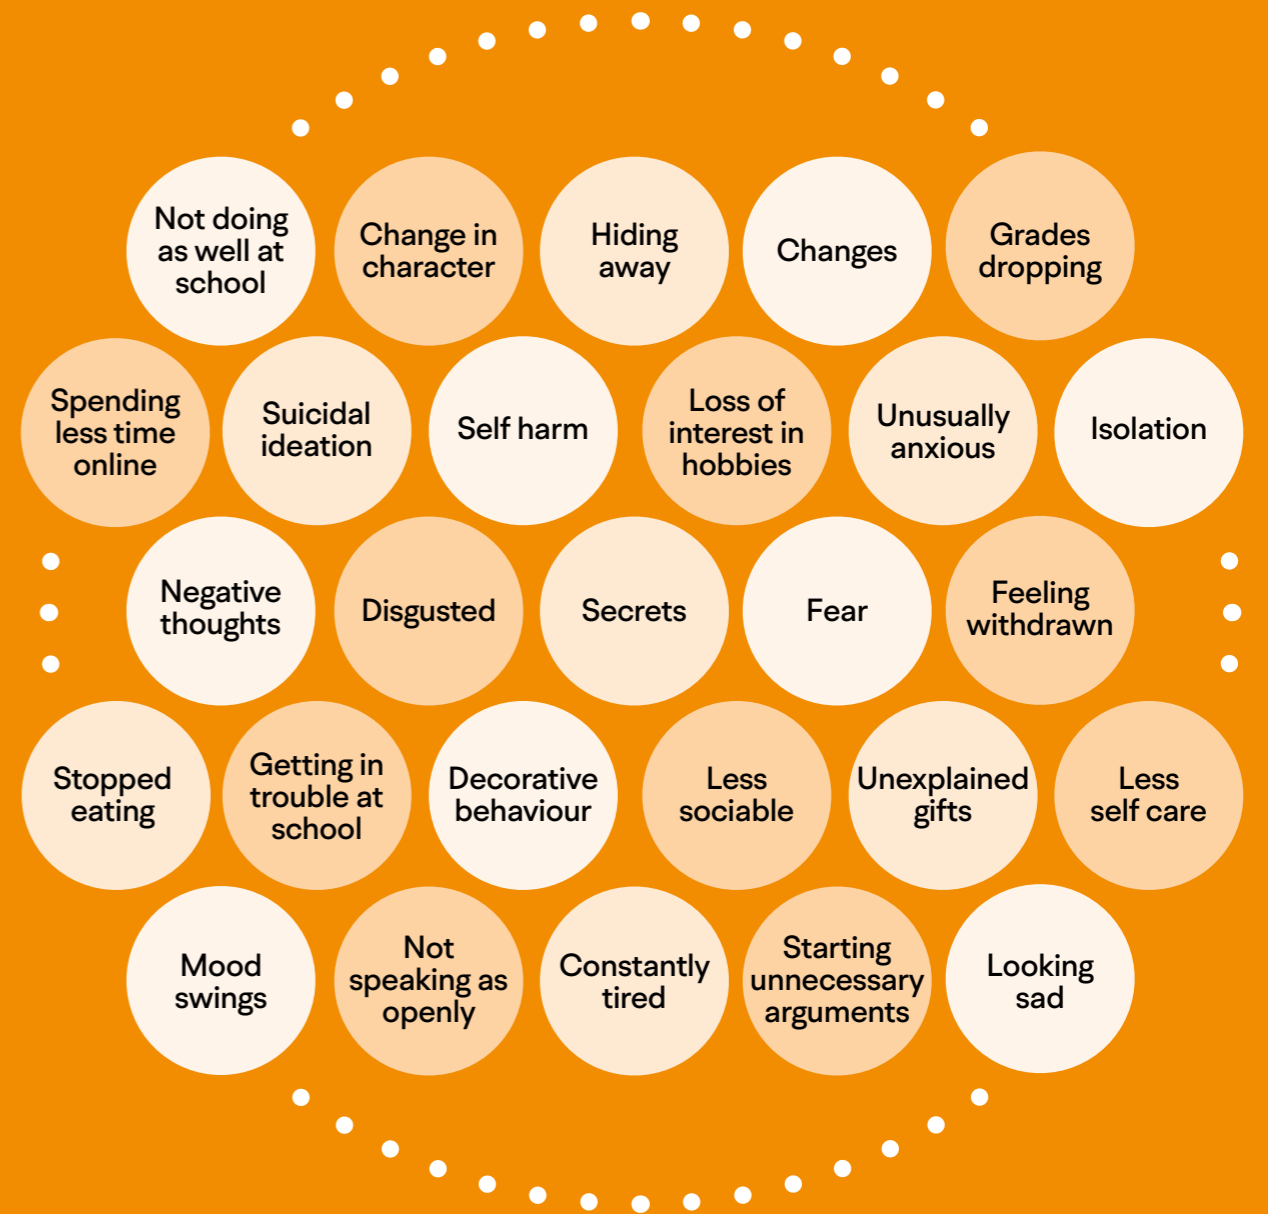 Not doing
as well at
school
Change in
character
Hiding
away
Changes
Grades
dropping
Spending
less time
online
Suicidal
ideation
Self harm
Loss of
interest in
hobbies
Unusually
anxious
Isolation
Negative
thoughts
Disgusted
Secrets
Fear
Feeling
withdrawn
Stopped
eating
Getting in
trouble at
school
Decorative
behaviour
Less
sociable
Unexplained
gifts
Less
self care
Mood
swings
Not
speaking as
openly
Constantly
tired
Starting
unnecessary
arguments
Looking
sad